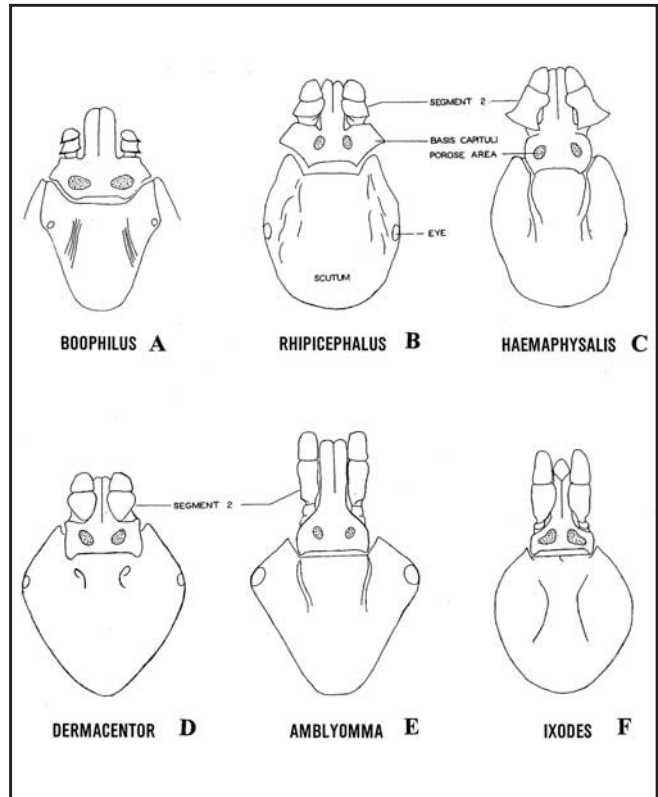 SEGMENT 2
BASIS CAPITULI
POROSE AREA
EYE
SCUTUM
BOOPHILUS A
RHIPICEPHALUS B
HAEMAPHYSALIS C
SEGMENT 2
DERMACENTOR D
AMBLYOMMA E
IXODES F